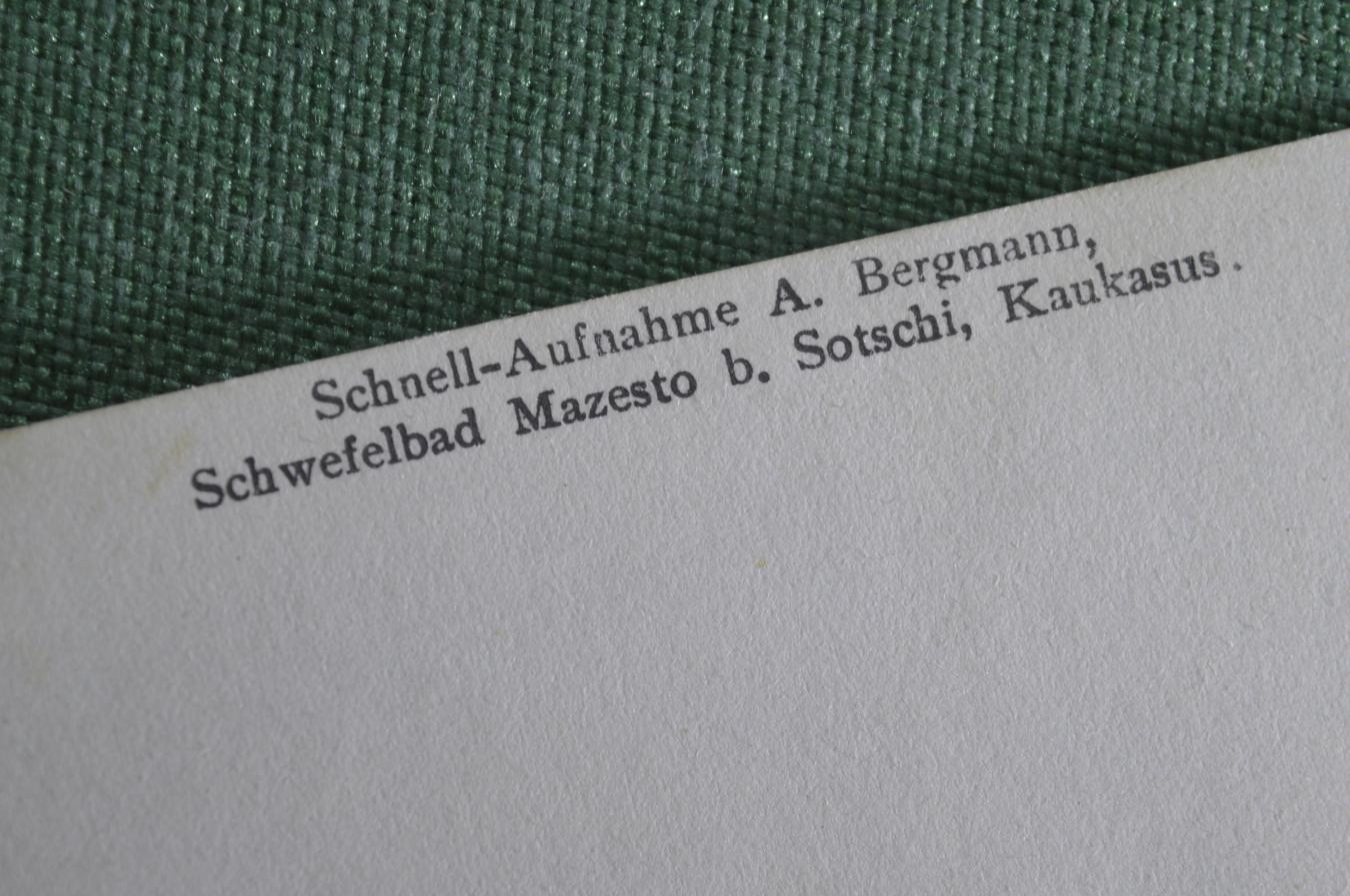 Schnell-Aufnahme A. Bergmann,
Schwefelbad Mazesto b. Sotschi, Kaukasus.